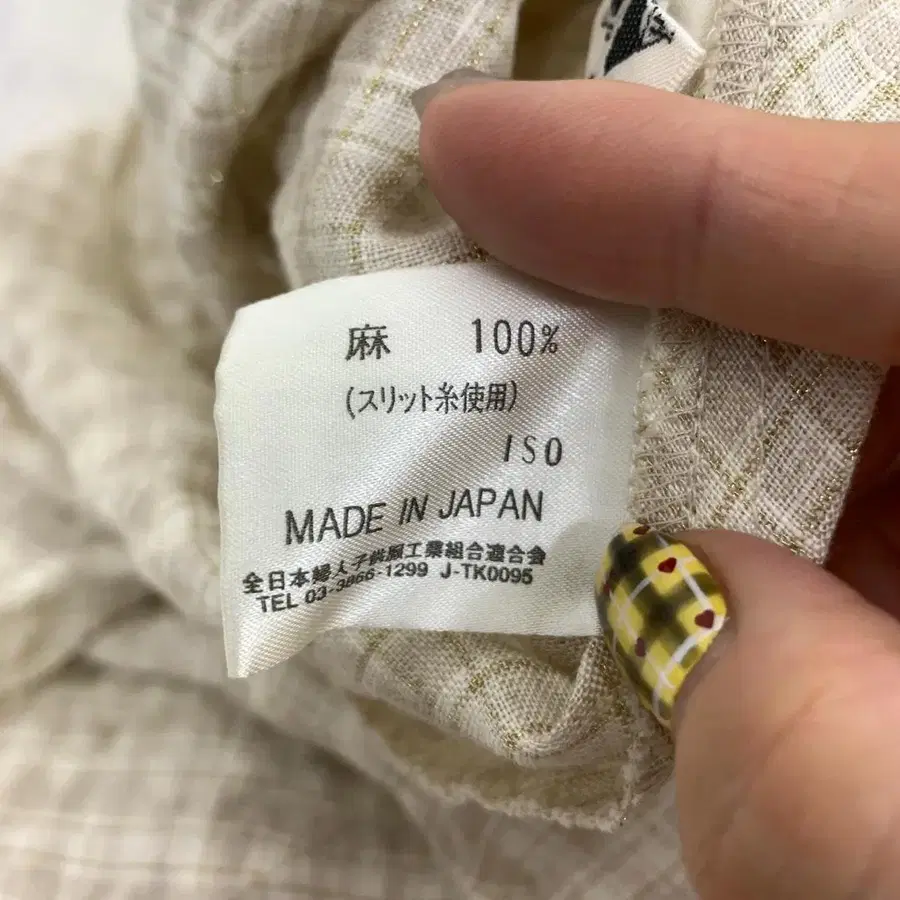 麻 100%
(スリット糸使用)
ISO
MADE IN JAPAN
全日本婦人子供服工業組合連合会
TEL 03-3866-1299 J-TK0095